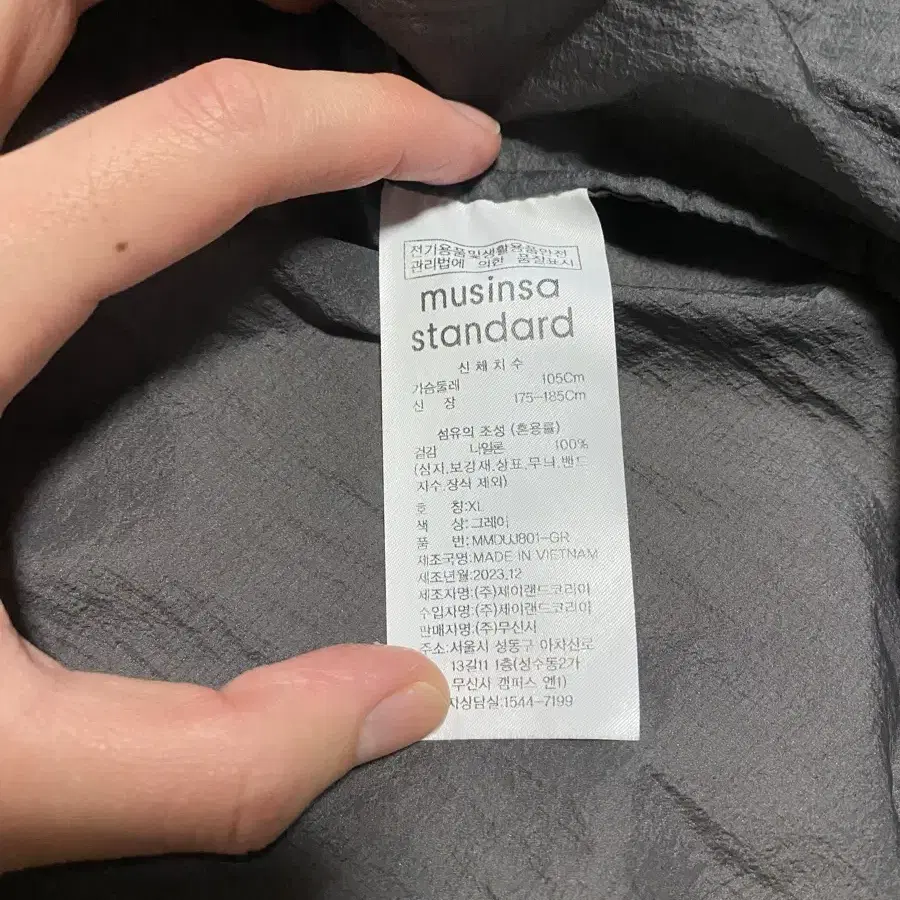 전기용품및생활용품안전
관리법에 의한 품질표시
musinsa
standard
신체치수
가슴둘레 105Cm
신 장 175-185Cm
섬유의 조성 (혼용률)
겉감 나일론 100%
(심지,보강재,상표,무늬,밴드
자수,장식 제외)
호 칭:XL
색 상:그레이
품 번:MMDUJ801-GR
제조국명:MADE IN VIETNAM
제조년월:2023.12
제조자명:(주)제이랜드코리아
수입자명:(주)제이랜드코리아
판매자명:(주)무신사
주소:서울시 성동구 아차산로
13길11 1층(성수동2가
무신사 캠퍼스 엔1)
자상담실:1544-7199